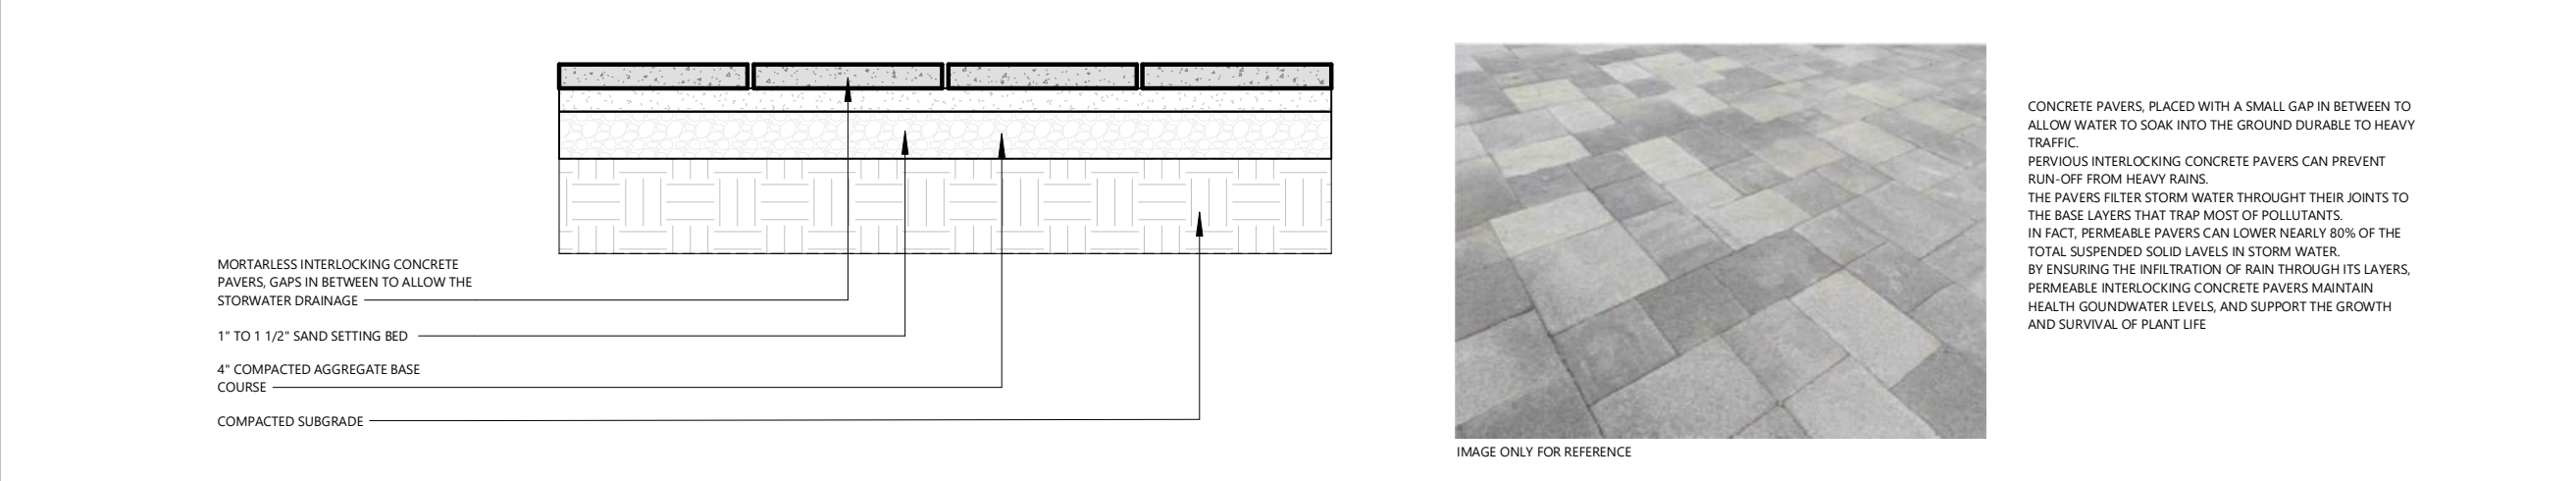 MORTARLESS INTERLOCKING CONCRETE
PAVERS, GAPS IN BETWEEN TO ALLOW THE
STORWATER DRAINAGE
1" TO 1 1/2" SAND SETTING BED
4" COMPACTED AGGREGATE BASE
COURSE
COMPACTED SUBGRADE
IMAGE ONLY FOR REFERENCE
CONCRETE PAVERS, PLACED WITH A SMALL GAP IN BETWEEN TO
ALLOW WATER TO SOAK INTO THE GROUND DURABLE TO HEAVY
TRAFFIC.
PERVIOUS INTERLOCKING CONCRETE PAVERS CAN PREVENT
RUN-OFF FROM HEAVY RAINS.
THE PAVERS FILTER STORM WATER THROUGHT THEIR JOINTS TO
THE BASE LAYERS THAT TRAP MOST OF POLLUTANTS.
IN FACT, PERMEABLE PAVERS CAN LOWER NEARLY 80% OF THE
TOTAL SUSPENDED SOLID LAVELS IN STORM WATER.
BY ENSURING THE INFILTRATION OF RAIN THROUGH ITS LAYERS,
PERMEABLE INTERLOCKING CONCRETE PAVERS MAINTAIN
HEALTH GOUNDWATER LEVELS, AND SUPPORT THE GROWTH
AND SURVIVAL OF PLANT LIFE